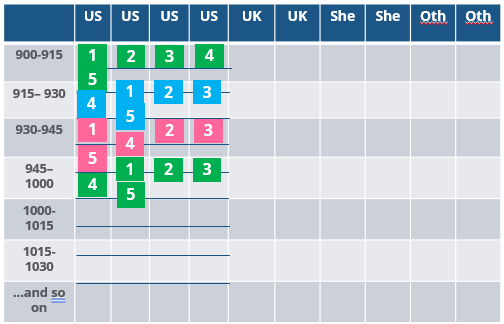 US US US US UK UK She She Oth Oth
900-915 1 2 3 4
5
915– 930 4 1 2 3
5
930-945 1 2 3
4
5
945–
1000 1 2 3
4
5
1000-
1015
1015-
1030
...and so
on